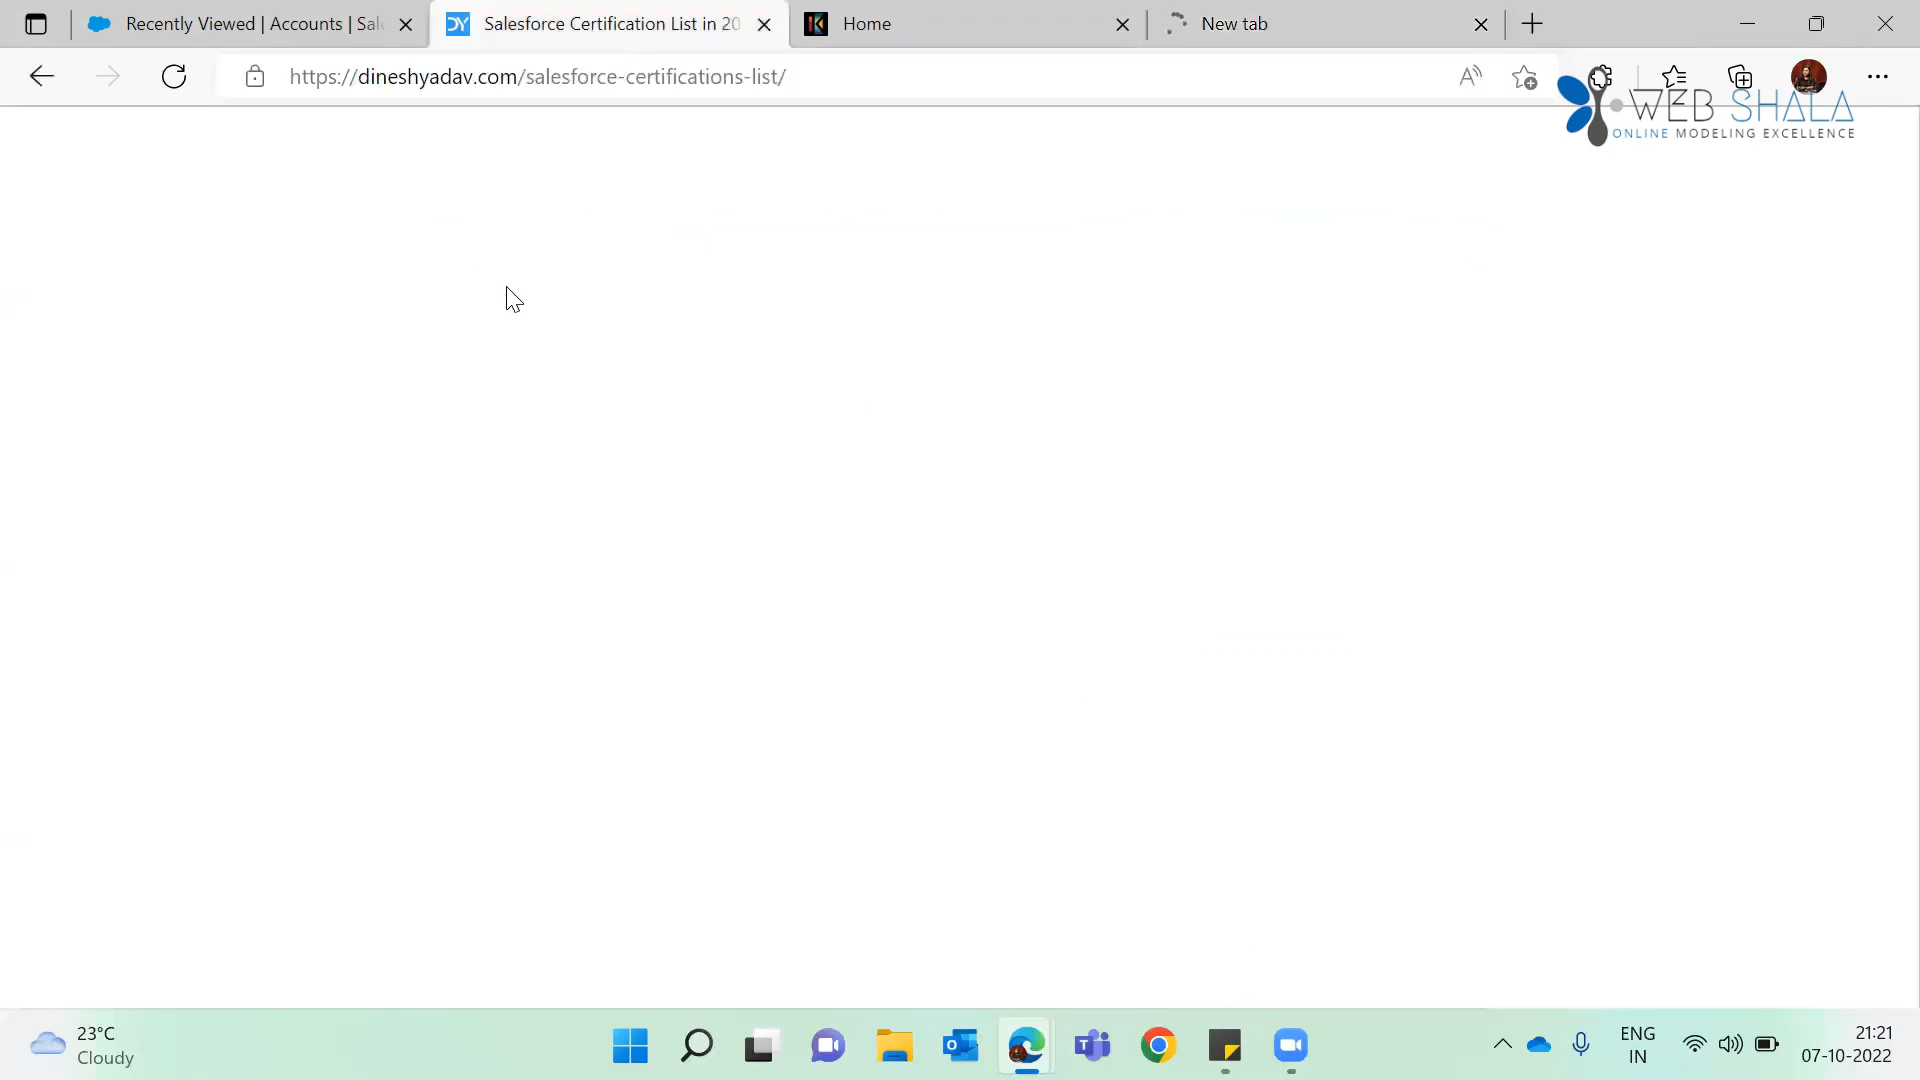 Recently Viewed | Accounts | Sal
Salesforce Certification List in 20
Home
New tab
https://dineshyadav.com/salesforce-certifications-list/
WEB SHALA
ONLINE MODELING EXCELLENCE
23°C
Cloudy
ENG
IN
21:21
07-10-2022